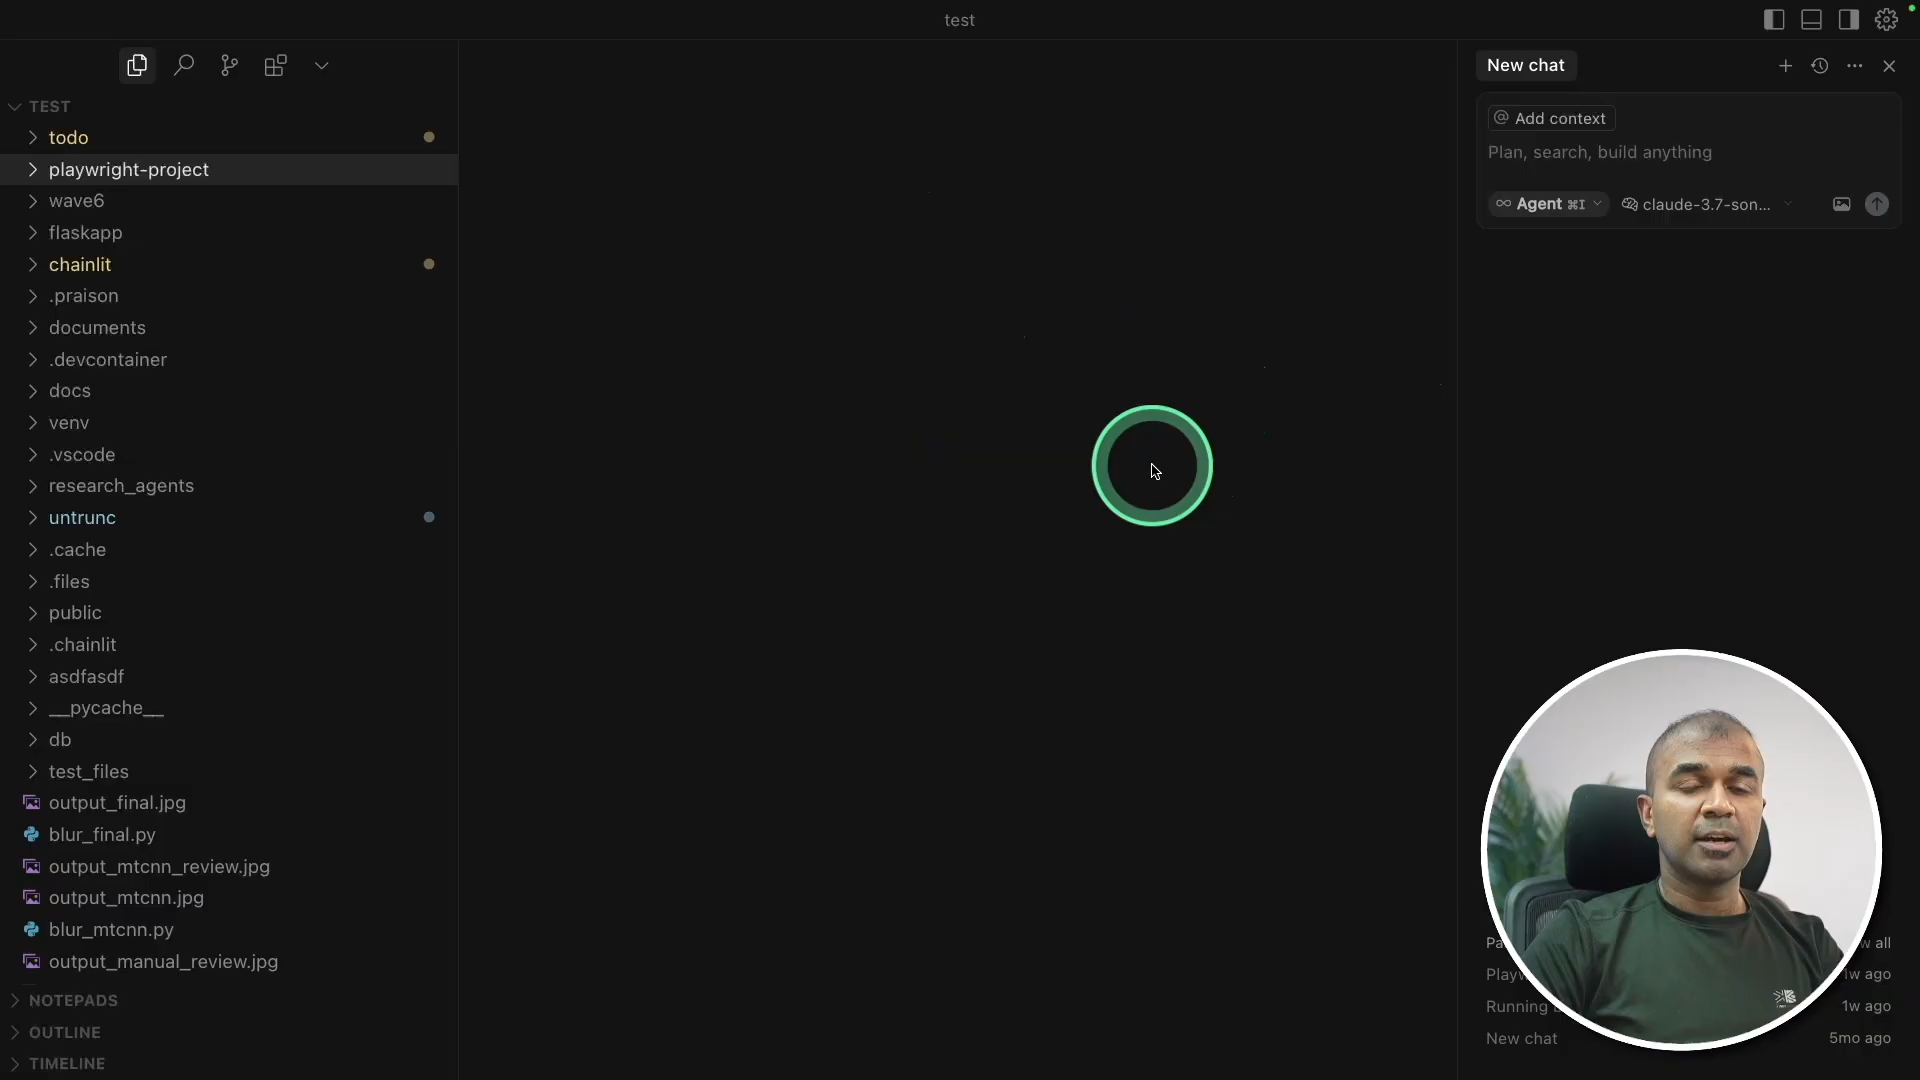 test
New chat
TEST
todo
playwright-project
wave6
flaskapp
chainlit
.praison
documents
.devcontainer
docs
venv
.vscode
research_agents
untrunc
.cache
.files
public
.chainlit
asdfasdf
__pycache__
db
test_files
output_final.jpg
blur_final.py
output_mtcnn_review.jpg
output_mtcnn.jpg
blur_mtcnn.py
output_manual_review.jpg
NOTEPADS
OUTLINE
TIMELINE
@ Add context
Plan, search, build anything
∞ Agent ⌘I claude-3.7-son...
all
1w ago
Running 1w ago
New chat 5mo ago